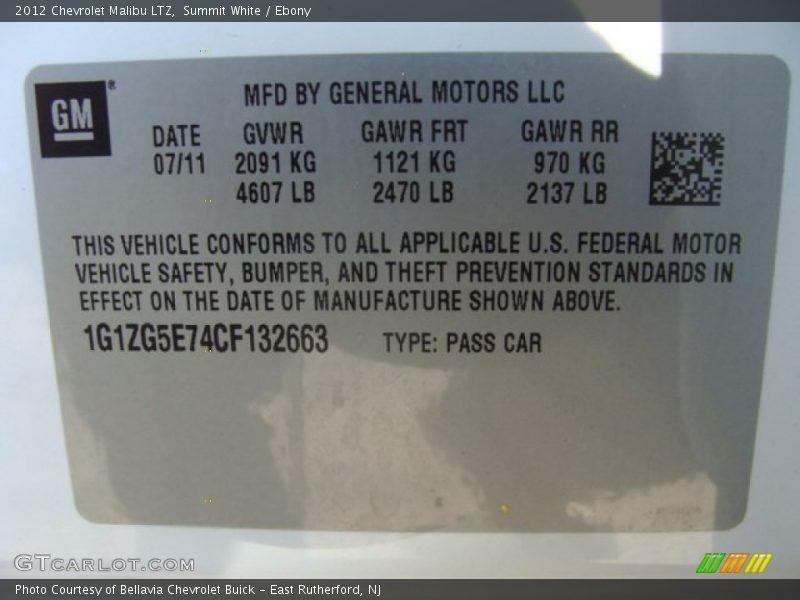 2012 Chevrolet Malibu LTZ, Summit White / Ebony
GM®
MFD BY GENERAL MOTORS LLC
DATE GVWR GAWR FRT GAWR RR
07/11 2091 KG 1121 KG 970 KG
4607 LB 2470 LB 2137 LB
THIS VEHICLE CONFORMS TO ALL APPLICABLE U.S. FEDERAL MOTOR
VEHICLE SAFETY, BUMPER, AND THEFT PREVENTION STANDARDS IN
EFFECT ON THE DATE OF MANUFACTURE SHOWN ABOVE.
1G1ZG5E74CF132663 TYPE: PASS CAR
GTCARLOT.COM
Photo Courtesy of Bellavia Chevrolet Buick - East Rutherford, NJ